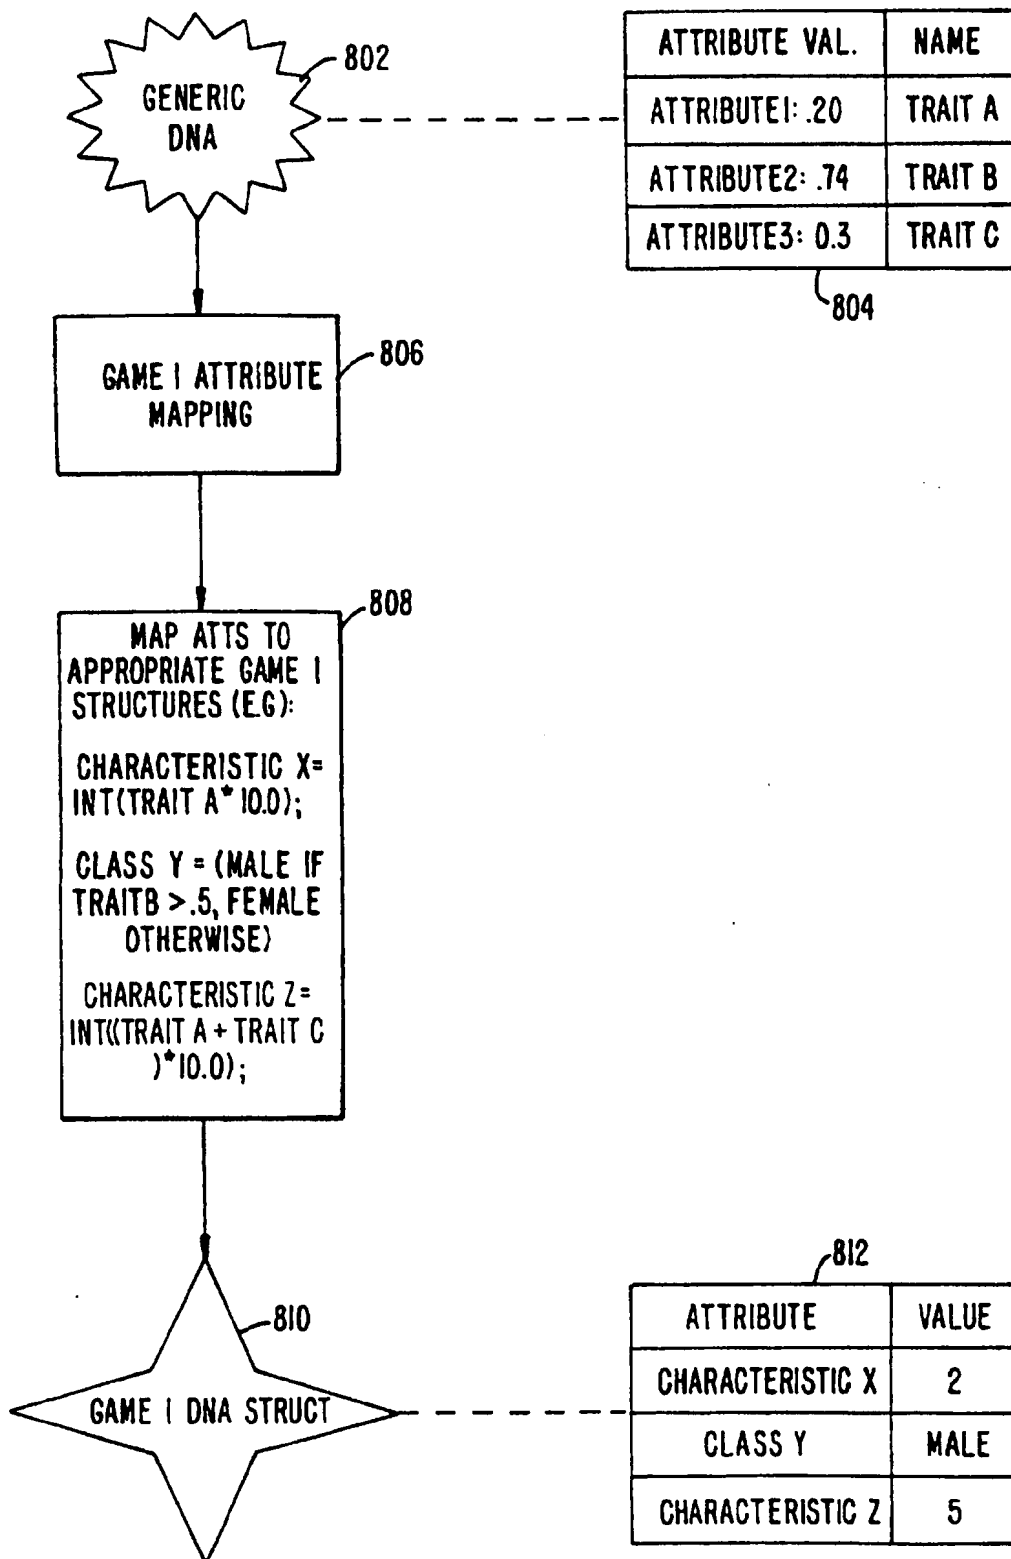 GENERIC
DNA
802
ATTRIBUTE VAL. NAME
ATTRIBUTE1: .20 TRAIT A
ATTRIBUTE2: .74 TRAIT B
ATTRIBUTE3: 0.3 TRAIT C
804
GAME 1 ATTRIBUTE
MAPPING
806
808
MAP ATTS TO
APPROPRIATE GAME 1
STRUCTURES (E.G):
CHARACTERISTIC X=
INT(TRAIT A* 10.0);
CLASS Y = (MALE IF
TRAITB >.5, FEMALE
OTHERWISE)
CHARACTERISTIC Z=
INT((TRAIT A + TRAIT C
)*10.0);
810
GAME 1 DNA STRUCT
812
ATTRIBUTE VALUE
CHARACTERISTIC X 2
CLASS Y MALE
CHARACTERISTIC Z 5